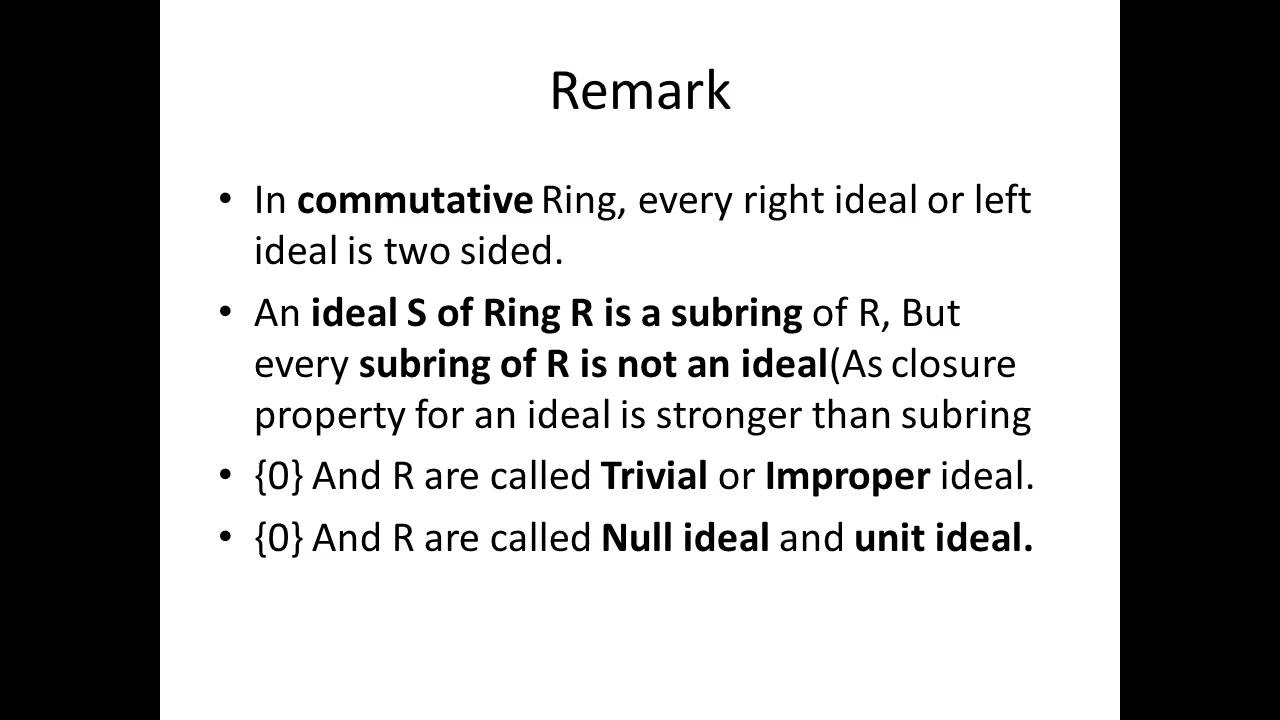 Remark
• In commutative Ring, every right ideal or left
ideal is two sided.
• An ideal S of Ring R is a subring of R, But
every subring of R is not an ideal(As closure
property for an ideal is stronger than subring
• {0} And R are called Trivial or Improper ideal.
• {0} And R are called Null ideal and unit ideal.